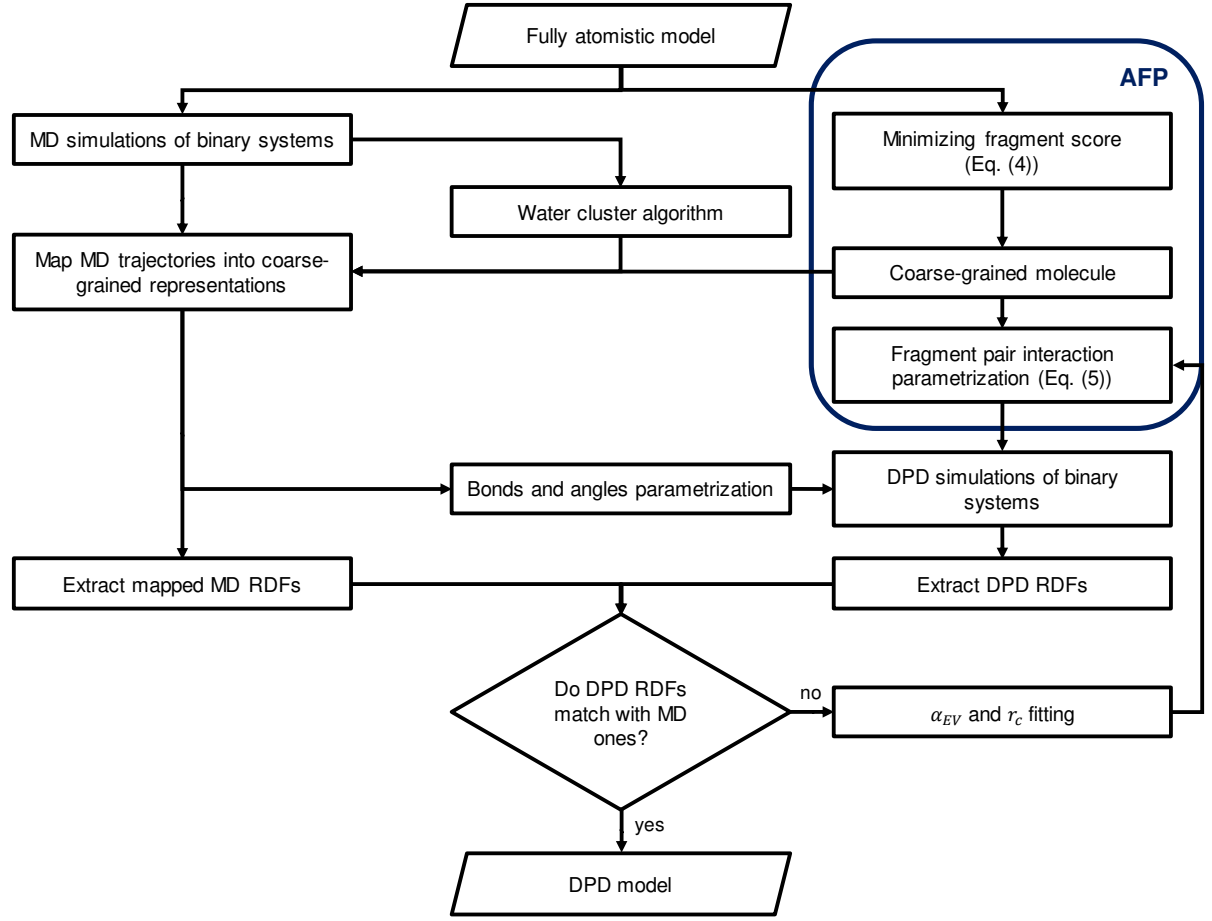 Fully atomistic model
AFP
MD simulations of binary systems
Minimizing fragment score
(Eq. (4))
Water cluster algorithm
Map MD trajectories into coarse-
grained representations
Coarse-grained molecule
Fragment pair interaction
parametrization (Eq. (5))
Bonds and angles parametrization
DPD simulations of binary
systems
Extract mapped MD RDFs
Extract DPD RDFs
Do DPD RDFs
match with MD
ones?
no
α_EV and r_c fitting
yes
DPD model